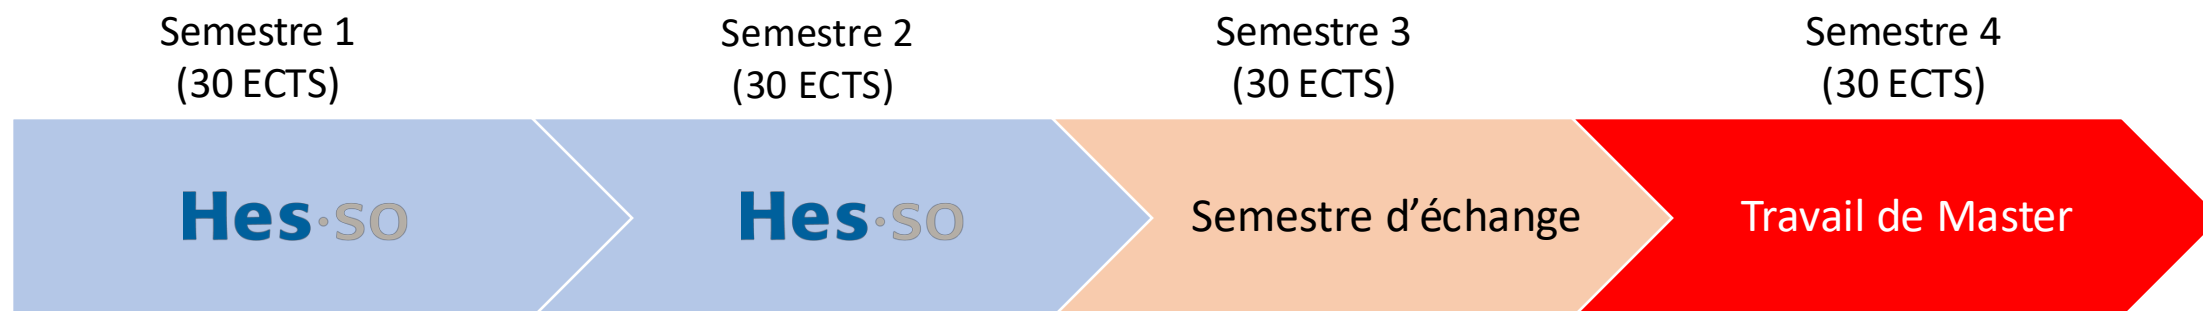 Semestre 1
(30 ECTS)
Semestre 2
(30 ECTS)
Semestre 3
(30 ECTS)
Semestre 4
(30 ECTS)
Hes·so
Hes·so
Semestre d’échange
Travail de Master